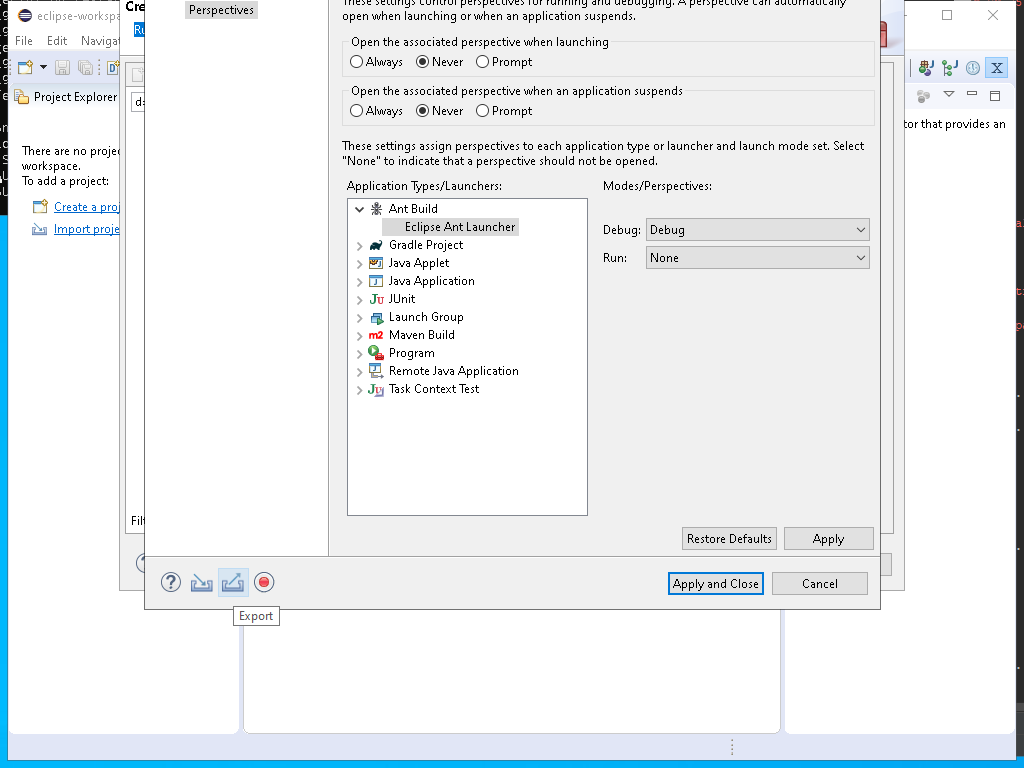 eclipse-workspa
File Edit Navigat
Cre
Perspectives
These settings control perspectives for running and debugging. A perspective can automatically
open when launching or when an application suspends.
Open the associated perspective when launching
Always Never Prompt
Open the associated perspective when an application suspends
Always Never Prompt
These settings assign perspectives to each application type or launcher and launch mode set. Select
"None" to indicate that a perspective should not be opened.
Application Types/Launchers:
Modes/Perspectives:
Ant Build
Eclipse Ant Launcher
Gradle Project
Java Applet
Java Application
JUnit
Launch Group
Maven Build
Program
Remote Java Application
Task Context Test
Debug: Debug
Run: None
Restore Defaults Apply
Apply and Close Cancel
Export
Project Explorer
There are no proje
workspace.
To add a project:
Create a proj
Import proje
Filt
tor that provides an